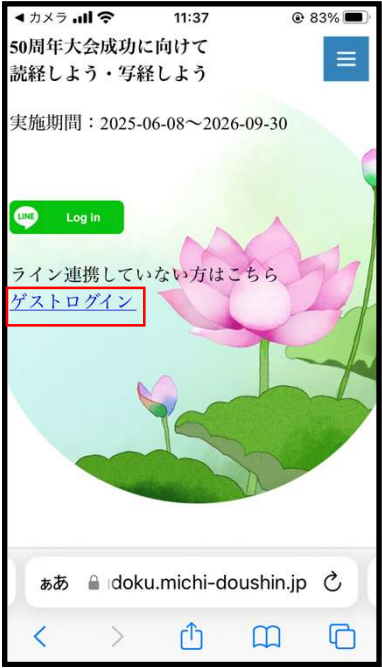 ◀ カメラ 11:37 83%
50周年大会成功に向けて
読経しよう・写経しよう
実施期間：2025-06-08～2026-09-30
LINE Log in
ライン連携していない方はこちら
ゲストログイン
ぁあ doku.michi-doushin.jp